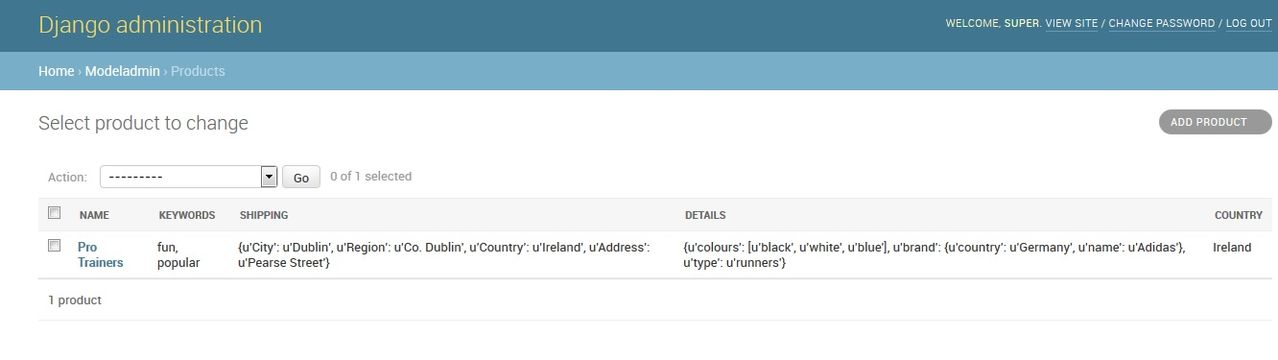 Django administration
WELCOME, SUPER. VIEW SITE / CHANGE PASSWORD / LOG OUT
Home › Modeladmin › Products
Select product to change
ADD PRODUCT
Action: --------- Go 0 of 1 selected
NAME KEYWORDS SHIPPING DETAILS COUNTRY
Pro fun, {u'City': u'Dublin', u'Region': u'Co. Dublin', u'Country': u'Ireland', u'Address': {u'colours': [u'black', u'white', u'blue'], u'brand': {u'country': u'Germany', u'name': u'Adidas'}, Ireland
Trainers popular u'Pearse Street'} u'type': u'runners'}
1 product